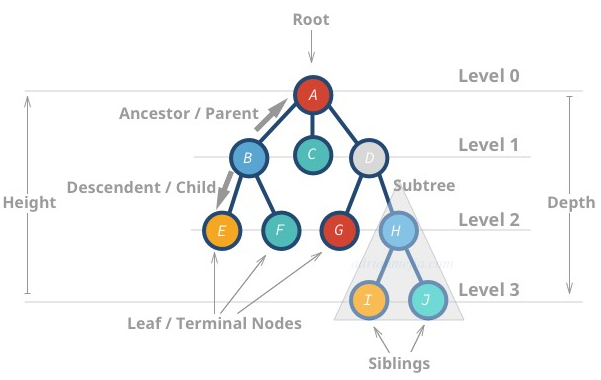 Root
Level 0
A
Ancestor / Parent
Level 1
B
C
D
Descendent / Child
Subtree
Height
Depth
Level 2
E
F
G
H
Level 3
I
J
Leaf / Terminal Nodes
Siblings